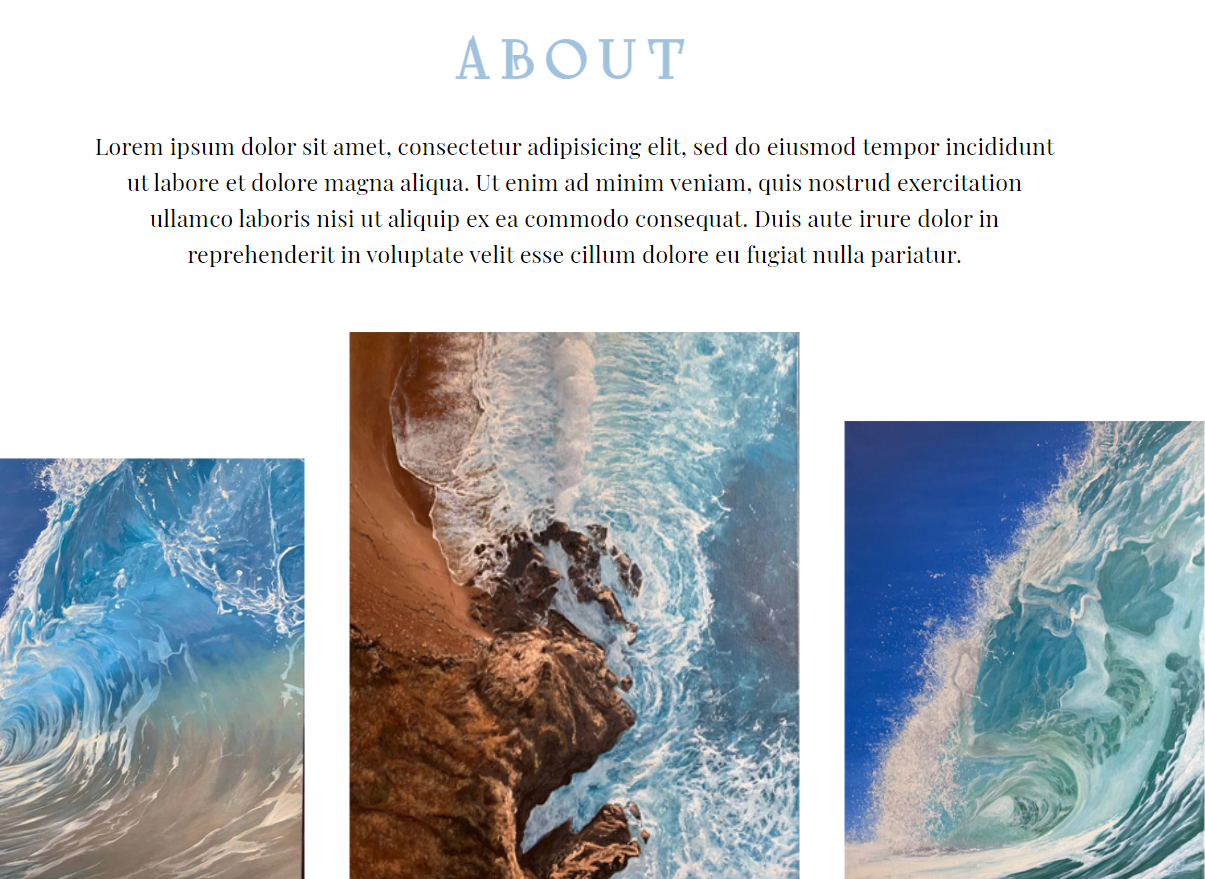 ABOUT
Lorem ipsum dolor sit amet, consectetur adipisicing elit, sed do eiusmod tempor incididunt
ut labore et dolore magna aliqua. Ut enim ad minim veniam, quis nostrud exercitation
ullamco laboris nisi ut aliquip ex ea commodo consequat. Duis aute irure dolor in
reprehenderit in voluptate velit esse cillum dolore eu fugiat nulla pariatur.